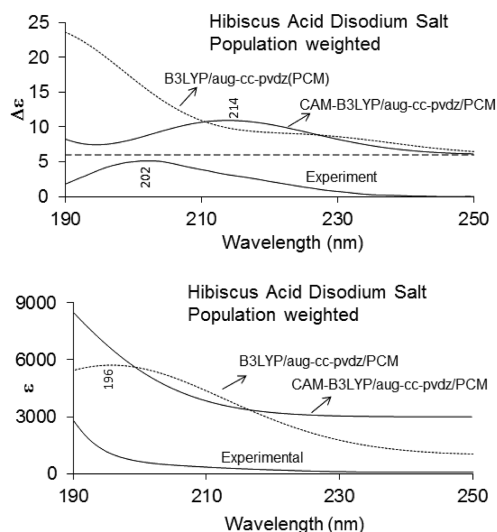 Hibiscus Acid Disodium Salt
Population weighted
25
20
15
10
5
0
Δε
B3LYP/aug-cc-pvdz(PCM)
214
CAM-B3LYP/aug-cc-pvdz/PCM
202
Experiment
190
210
230
250
Wavelength (nm)
Hibiscus Acid Disodium Salt
Population weighted
9000
6000
3000
0
ε
196
B3LYP/aug-cc-pvdz/PCM
CAM-B3LYP/aug-cc-pvdz/PCM
Experimental
190
210
230
250
Wavelength (nm)